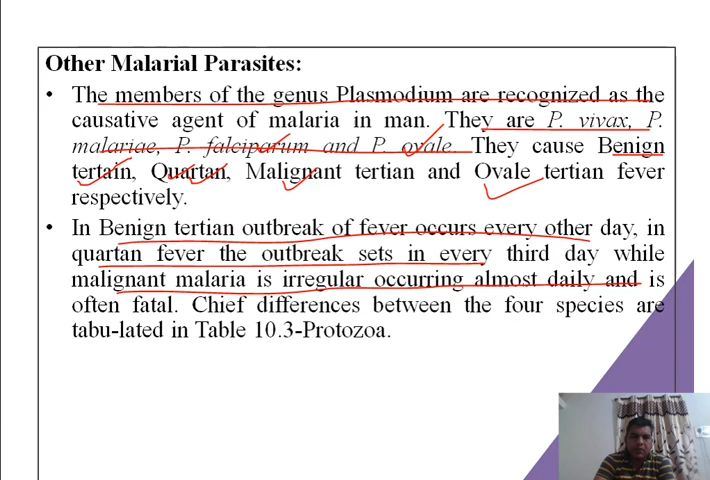 Other Malarial Parasites:
• The members of the genus Plasmodium are recognized as the
causative agent of malaria in man. They are P. vivax, P.
malariae, P. falciparum and P. ovale. They cause Benign
tertain, Quartan, Malignant tertian and Ovale tertian fever
respectively.
• In Benign tertian outbreak of fever occurs every other day, in
quartan fever the outbreak sets in every third day while
malignant malaria is irregular occurring almost daily and is
often fatal. Chief differences between the four species are
tabu-lated in Table 10.3-Protozoa.